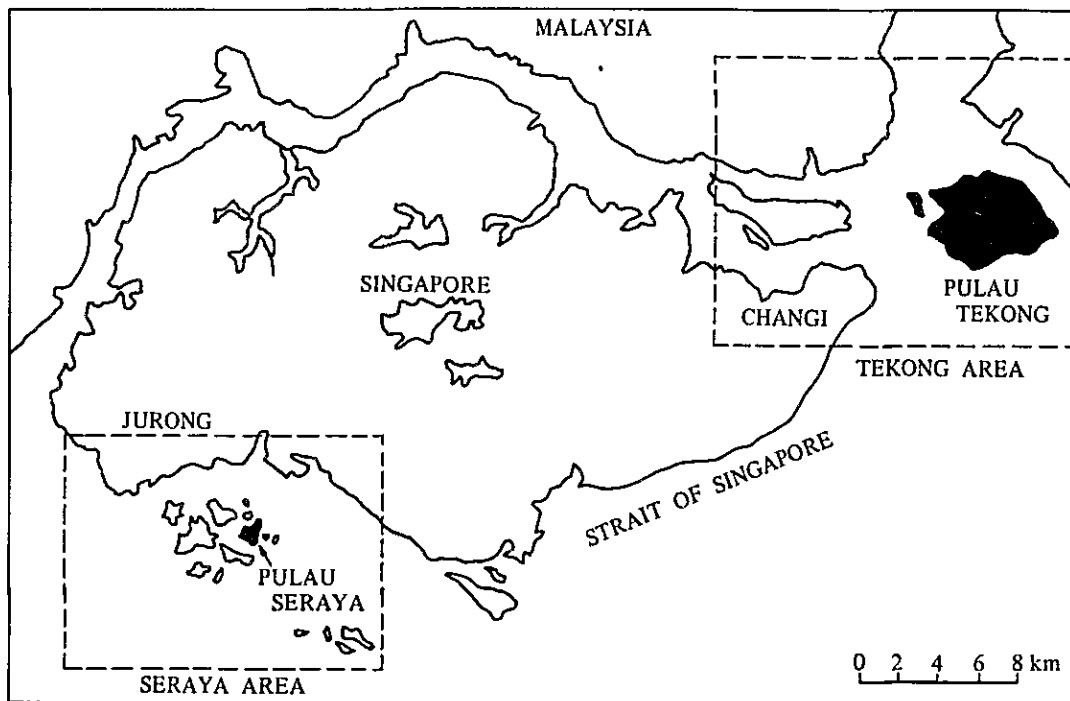 MALAYSIA
SINGAPORE
CHANGI
PULAU
TEKONG
TEKONG AREA
JURONG
STRAIT OF SINGAPORE
PULAU
SERAYA
0 2 4 6 8 km
SERAYA AREA